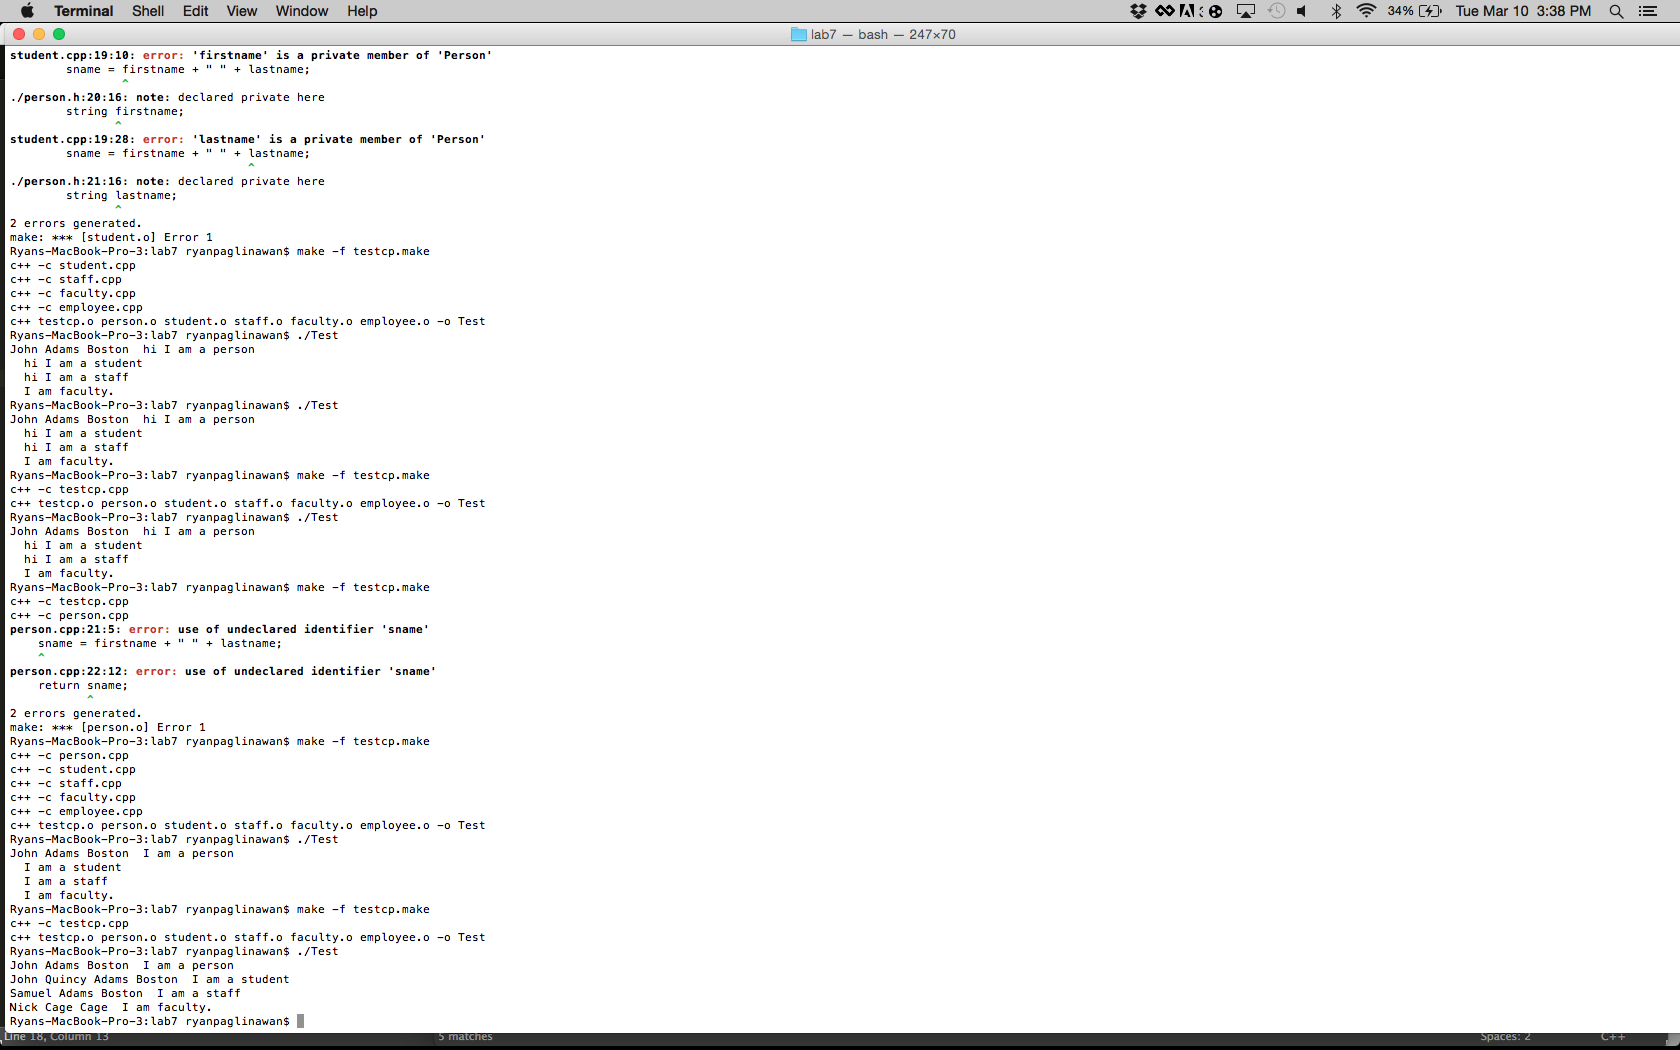 Terminal Shell Edit View Window Help 34% Tue Mar 10 3:38 PM
lab7 — bash — 247×70
student.cpp:19:10: error: 'firstname' is a private member of 'Person'
sname = firstname + " " + lastname;
^
./person.h:20:16: note: declared private here
string firstname;
^
student.cpp:19:28: error: 'lastname' is a private member of 'Person'
sname = firstname + " " + lastname;
^
./person.h:21:16: note: declared private here
string lastname;
^
2 errors generated.
make: *** [student.o] Error 1
Ryans-MacBook-Pro-3:lab7 ryanpaglinawan$ make -f testcp.make
c++ -c student.cpp
c++ -c staff.cpp
c++ -c faculty.cpp
c++ -c employee.cpp
c++ testcp.o person.o student.o staff.o faculty.o employee.o -o Test
Ryans-MacBook-Pro-3:lab7 ryanpaglinawan$ ./Test
John Adams Boston  hi I am a person
hi I am a student
hi I am a staff
I am faculty.
Ryans-MacBook-Pro-3:lab7 ryanpaglinawan$ ./Test
John Adams Boston  hi I am a person
hi I am a student
hi I am a staff
I am faculty.
Ryans-MacBook-Pro-3:lab7 ryanpaglinawan$ make -f testcp.make
c++ -c testcp.cpp
c++ testcp.o person.o student.o staff.o faculty.o employee.o -o Test
Ryans-MacBook-Pro-3:lab7 ryanpaglinawan$ ./Test
John Adams Boston  hi I am a person
hi I am a student
hi I am a staff
I am faculty.
Ryans-MacBook-Pro-3:lab7 ryanpaglinawan$ make -f testcp.make
c++ -c testcp.cpp
c++ -c person.cpp
person.cpp:21:5: error: use of undeclared identifier 'sname'
sname = firstname + " " + lastname;
^
person.cpp:22:12: error: use of undeclared identifier 'sname'
return sname;
^
2 errors generated.
make: *** [person.o] Error 1
Ryans-MacBook-Pro-3:lab7 ryanpaglinawan$ make -f testcp.make
c++ -c person.cpp
c++ -c student.cpp
c++ -c staff.cpp
c++ -c faculty.cpp
c++ -c employee.cpp
c++ testcp.o person.o student.o staff.o faculty.o employee.o -o Test
Ryans-MacBook-Pro-3:lab7 ryanpaglinawan$ ./Test
John Adams Boston  I am a person
I am a student
I am a staff
I am faculty.
Ryans-MacBook-Pro-3:lab7 ryanpaglinawan$ make -f testcp.make
c++ -c testcp.cpp
c++ testcp.o person.o student.o staff.o faculty.o employee.o -o Test
Ryans-MacBook-Pro-3:lab7 ryanpaglinawan$ ./Test
John Adams Boston  I am a person
John Quincy Adams Boston  I am a student
Samuel Adams Boston  I am a staff
Nick Cage Cage  I am faculty.
Ryans-MacBook-Pro-3:lab7 ryanpaglinawan$
Line 18, Column 13 5 matches Spaces: 2 C++